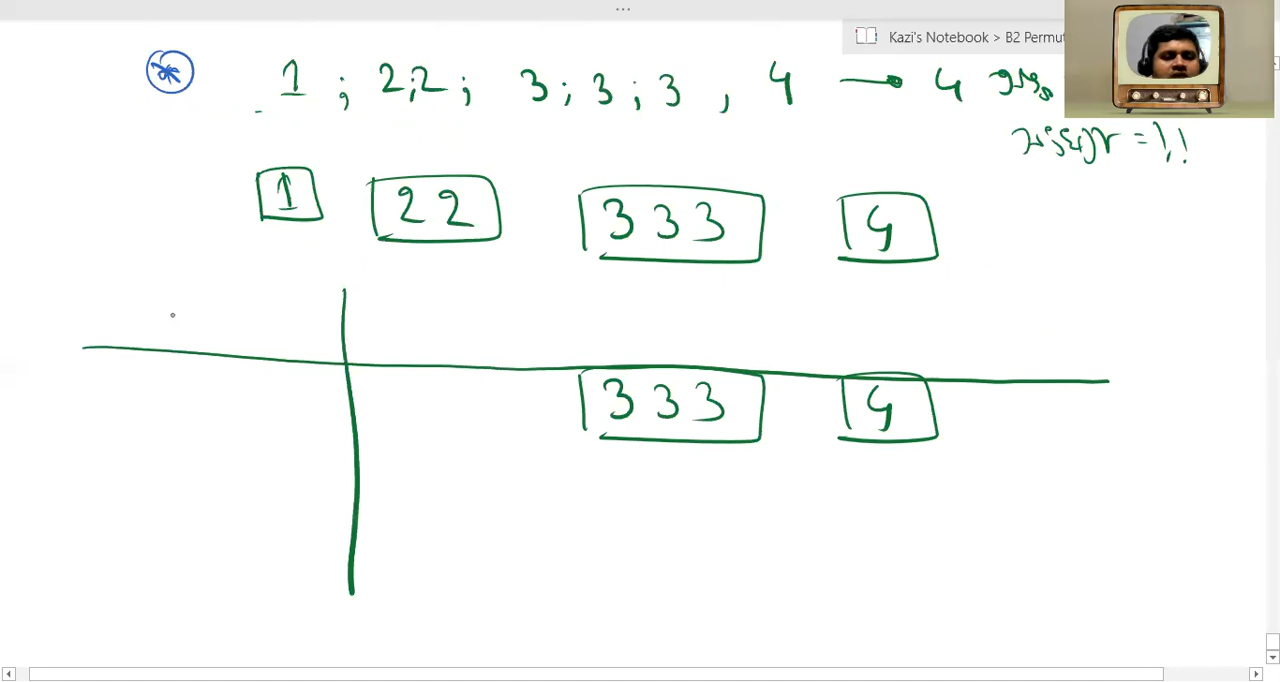 ...
Kazi's Notebook > B2 Permut
* 1 ; 2;2; 3;3;3, 4 → 4
= ?!
1 2 2 3 3 3 4
3 3 3 4